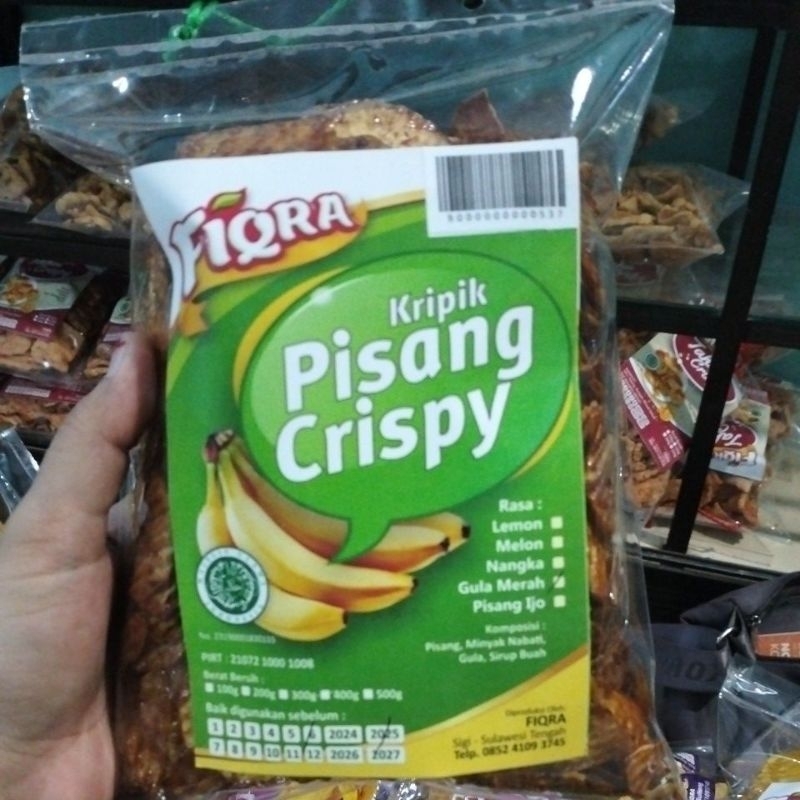 FIQRA
5000000000537
Kripik
Pisang
Crispy
Rasa :
Lemon
Melon
Nangka
Gula Merah
Pisang Ijo
Komposisi :
Pisang, Minyak Nabati,
Gula, Sirup Buah
PIRT : 21072 1000 1008
Berat Bersih :
100g 200g 300g 400g 500g
Baik digunakan sebelum :
1 2 3 4 5 6 2024 2025
7 8 9 10 11 12 2026 2027
Diproduksi Oleh:
FIQRA
Sigi - Sulawesi Tengah
Telp. 0852 4109 3745